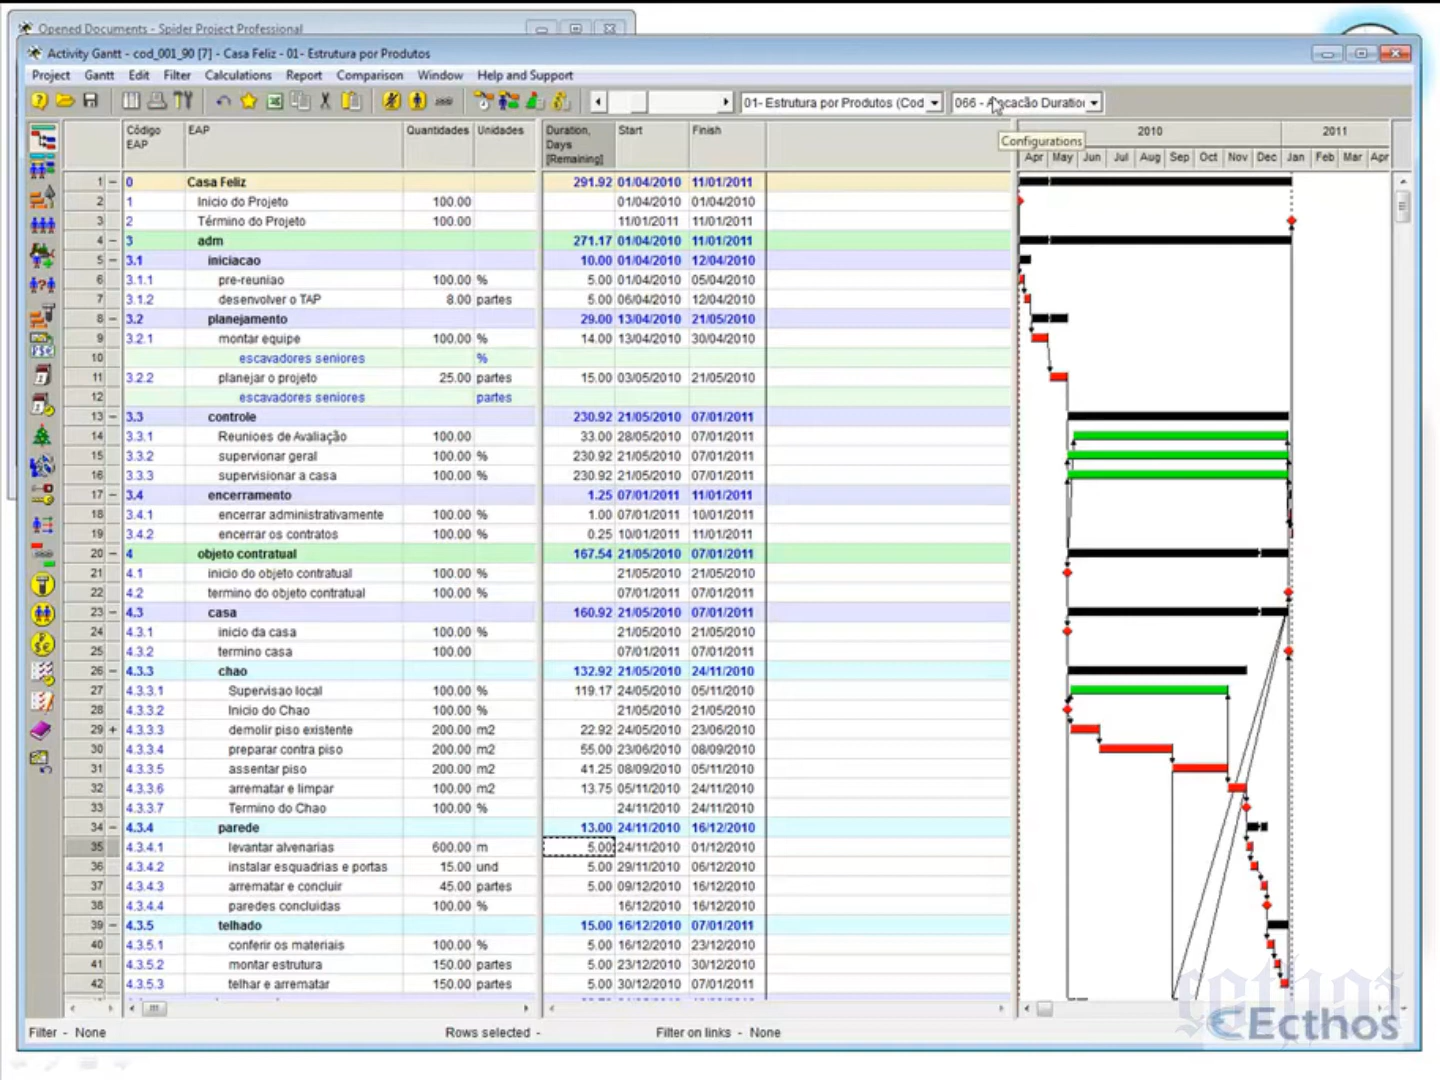 Opened Documents - Spider Project Professional
Activity Gantt - cod_001_90 [7] - Casa Feliz - 01- Estrutura por Produtos
Project Gantt Edit Filter Calculations Report Comparison Window Help and Support
01- Estrutura por Produtos (Cod 066 - Duration
Configurations
Código EAP EAP Quantidades Unidades Duration, Days [Remaining] Start Finish
2010 2011
Apr May Jun Jul Aug Sep Oct Nov Dec Jan Feb Mar Apr
1 − 0 Casa Feliz 291.92 01/04/2010 11/01/2011
2 1 Inicio do Projeto 100.00 01/04/2010 01/04/2010
3 2 Término do Projeto 100.00 11/01/2011 11/01/2011
4 − 3 adm 271.17 01/04/2010 11/01/2011
5 − 3.1 iniciacao 10.00 01/04/2010 12/04/2010
6 3.1.1 pre-reuniao 100.00 % 5.00 01/04/2010 05/04/2010
7 3.1.2 desenvolver o TAP 8.00 partes 5.00 06/04/2010 12/04/2010
8 − 3.2 planejamento 29.00 13/04/2010 21/05/2010
9 3.2.1 montar equipe 100.00 % 14.00 13/04/2010 30/04/2010
10 escavadores seniores %
11 3.2.2 planejar o projeto 25.00 partes 15.00 03/05/2010 21/05/2010
12 escavadores seniores partes
13 − 3.3 controle 230.92 21/05/2010 07/01/2011
14 3.3.1 Reunioes de Avaliação 100.00 33.00 28/05/2010 07/01/2011
15 3.3.2 supervionar geral 100.00 % 230.92 21/05/2010 07/01/2011
16 3.3.3 supervisionar a casa 100.00 % 230.92 21/05/2010 07/01/2011
17 − 3.4 encerramento 1.25 07/01/2011 11/01/2011
18 3.4.1 encerrar administrativamente 100.00 % 1.00 07/01/2011 10/01/2011
19 3.4.2 encerrar os contratos 100.00 % 0.25 10/01/2011 11/01/2011
20 − 4 objeto contratual 167.54 21/05/2010 07/01/2011
21 4.1 inicio do objeto contratual 100.00 % 21/05/2010 21/05/2010
22 4.2 termino do objeto contratual 100.00 % 07/01/2011 07/01/2011
23 − 4.3 casa 160.92 21/05/2010 07/01/2011
24 4.3.1 inicio da casa 100.00 % 21/05/2010 21/05/2010
25 4.3.2 termino casa 100.00 07/01/2011 07/01/2011
26 − 4.3.3 chao 132.92 21/05/2010 24/11/2010
27 4.3.3.1 Supervisao local 100.00 % 119.17 24/05/2010 05/11/2010
28 4.3.3.2 Inicio do Chao 100.00 % 21/05/2010 21/05/2010
29 + 4.3.3.3 demolir piso existente 200.00 m2 22.92 24/05/2010 23/06/2010
30 4.3.3.4 preparar contra piso 200.00 m2 55.00 23/06/2010 08/09/2010
31 4.3.3.5 assentar piso 200.00 m2 41.25 08/09/2010 05/11/2010
32 4.3.3.6 arrematar e limpar 100.00 m2 13.75 05/11/2010 24/11/2010
33 4.3.3.7 Termino do Chao 100.00 % 24/11/2010 24/11/2010
34 − 4.3.4 parede 13.00 24/11/2010 16/12/2010
35 4.3.4.1 levantar alvenarias 600.00 m 5.00 24/11/2010 01/12/2010
36 4.3.4.2 instalar esquadrias e portas 15.00 und 5.00 29/11/2010 06/12/2010
37 4.3.4.3 arrematar e concluir 45.00 partes 5.00 09/12/2010 16/12/2010
38 4.3.4.4 paredes concluidas 100.00 % 16/12/2010 16/12/2010
39 − 4.3.5 telhado 15.00 16/12/2010 07/01/2011
40 4.3.5.1 conferir os materiais 100.00 % 5.00 16/12/2010 23/12/2010
41 4.3.5.2 montar estrutura 150.00 partes 5.00 23/12/2010 30/12/2010
42 4.3.5.3 telhar e arrematar 150.00 partes 5.00 30/12/2010 07/01/2011
Filter - None Rows selected - Filter on links - None
Ecthos